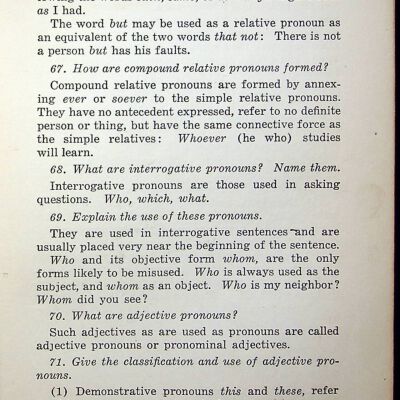 as I had.
The word but may be used as a relative pronoun as
an equivalent of the two words that not: There is not
a person but has his faults.
67. How are compound relative pronouns formed?
Compound relative pronouns are formed by annex-
ing ever or soever to the simple relative pronouns.
They have no antecedent expressed, refer to no definite
person or thing, but have the same connective force as
the simple relatives: Whoever (he who) studies
will learn.
68. What are interrogative pronouns? Name them.
Interrogative pronouns are those used in asking
questions. Who, which, what.
69. Explain the use of these pronouns.
They are used in interrogative sentences and are
usually placed very near the beginning of the sentence.
Who and its objective form whom, are the only
forms likely to be misused. Who is always used as the
subject, and whom as an object. Who is my neighbor?
Whom did you see?
70. What are adjective pronouns?
Such adjectives as are used as pronouns are called
adjective pronouns or pronominal adjectives.
71. Give the classification and use of adjective pro-
nouns.
(1) Demonstrative pronouns this and these, refer